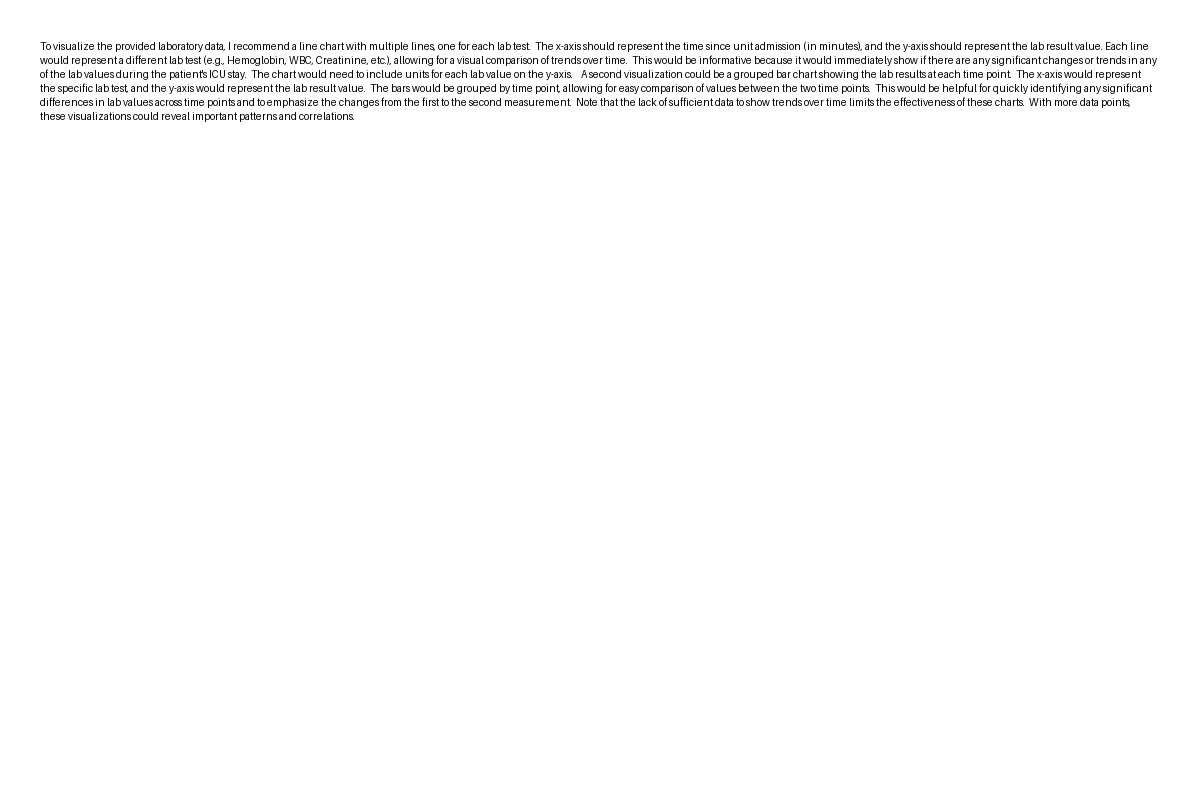 To visualize the provided laboratory data, I recommend a line chart with multiple lines, one for each lab test.  The x-axis should represent the time since unit admission (in minutes), and the y-axis should represent the lab result value. Each line
would represent a different lab test (e.g., Hemoglobin, WBC, Creatinine, etc.), allowing for a visual comparison of trends over time.  This would be informative because it would immediately show if there are any significant changes or trends in any
of the lab values during the patient's ICU stay.  The chart would need to include units for each lab value on the y-axis.   A second visualization could be a grouped bar chart showing the lab results at each time point.  The x-axis would represent
the specific lab test, and the y-axis would represent the lab result value.  The bars would be grouped by time point, allowing for easy comparison of values between the two time points.  This would be helpful for quickly identifying any significant
differences in lab values across time points and to emphasize the changes from the first to the second measurement.  Note that the lack of sufficient data to show trends over time limits the effectiveness of these charts.  With more data points,
these visualizations could reveal important patterns and correlations.